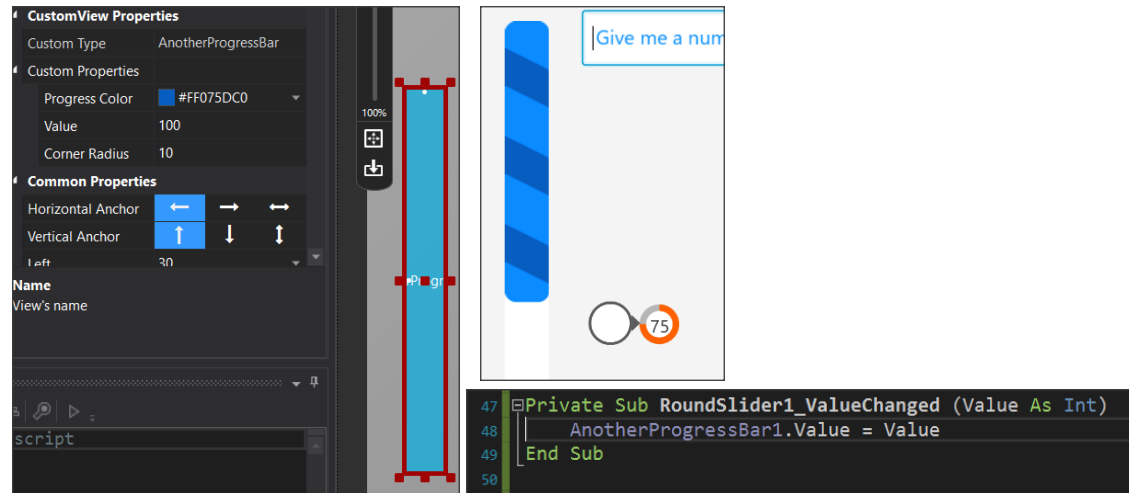 CustomView Properties
Custom Type AnotherProgressBar
Custom Properties
Progress Color #FF075DC0
Value 100
Corner Radius 10
Common Properties
Horizontal Anchor
Vertical Anchor
Left 30
Name
View's name
script
100%
Progr
Give me a num
75
47 Private Sub RoundSlider1_ValueChanged (Value As Int)
48 AnotherProgressBar1.Value = Value
49 End Sub
50